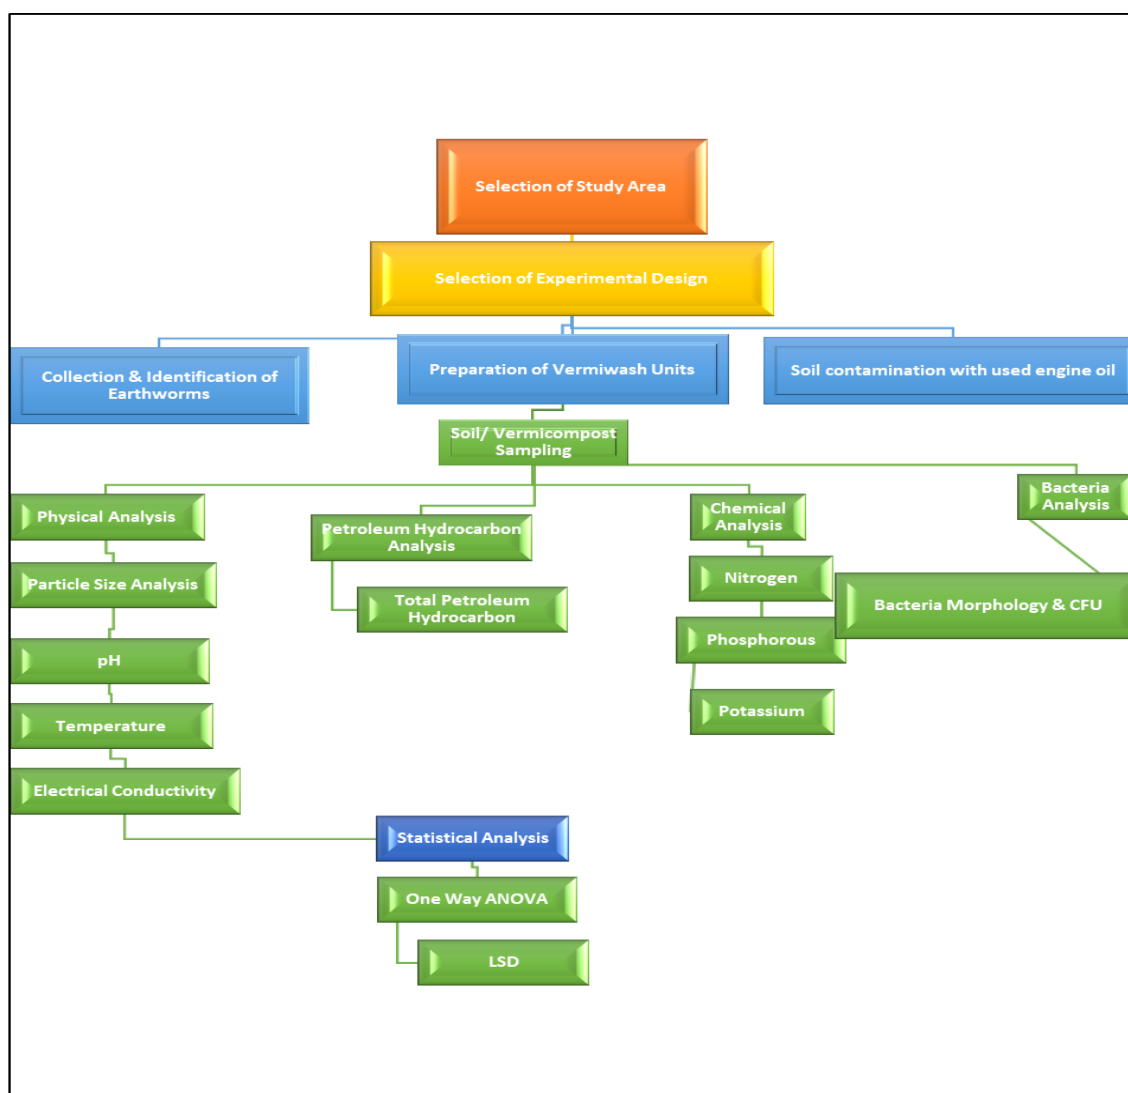 Selection of Study Area
Selection of Experimental Design
Collection & Identification of
Earthworms
Preparation of Vermiwash Units
Soil contamination with used engine oil
Soil/ Vermicompost
Sampling
Physical Analysis
Particle Size Analysis
pH
Temperature
Electrical Conductivity
Petroleum Hydrocarbon
Analysis
Total Petroleum
Hydrocarbon
Chemical
Analysis
Nitrogen
Phosphorous
Potassium
Bacteria
Analysis
Bacteria Morphology & CFU
Statistical Analysis
One Way ANOVA
LSD